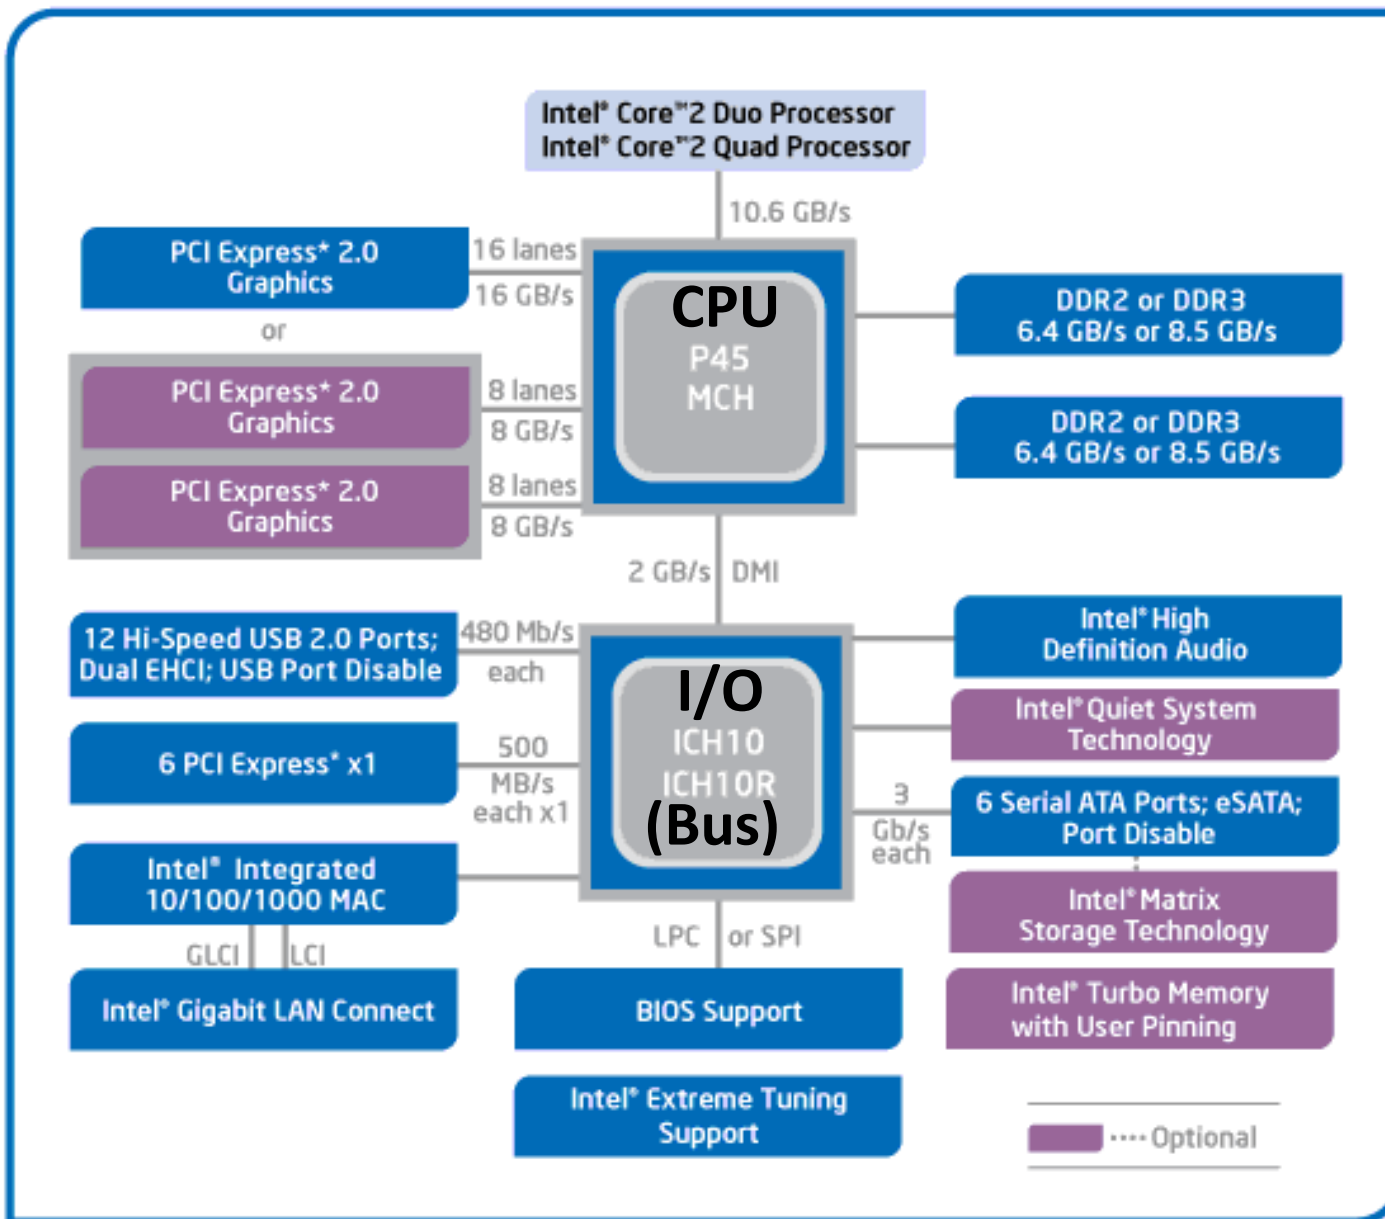 Intel® Core™2 Duo Processor
Intel® Core™2 Quad Processor
10.6 GB/s
PCI Express* 2.0
Graphics
16 lanes
16 GB/s
or
PCI Express* 2.0
Graphics
8 lanes
8 GB/s
PCI Express* 2.0
Graphics
8 lanes
8 GB/s
CPU
P45
MCH
DDR2 or DDR3
6.4 GB/s or 8.5 GB/s
DDR2 or DDR3
6.4 GB/s or 8.5 GB/s
2 GB/s DMI
12 Hi-Speed USB 2.0 Ports;
Dual EHCI; USB Port Disable
480 Mb/s
each
6 PCI Express* x1
500
MB/s
each x1
Intel® Integrated
10/100/1000 MAC
GLCI LCI
Intel® Gigabit LAN Connect
I/O
ICH10
ICH10R
(Bus)
Intel® High
Definition Audio
Intel® Quiet System
Technology
3
Gb/s
each
6 Serial ATA Ports; eSATA;
Port Disable
Intel® Matrix
Storage Technology
Intel® Turbo Memory
with User Pinning
LPC or SPI
BIOS Support
Intel® Extreme Tuning
Support
Optional